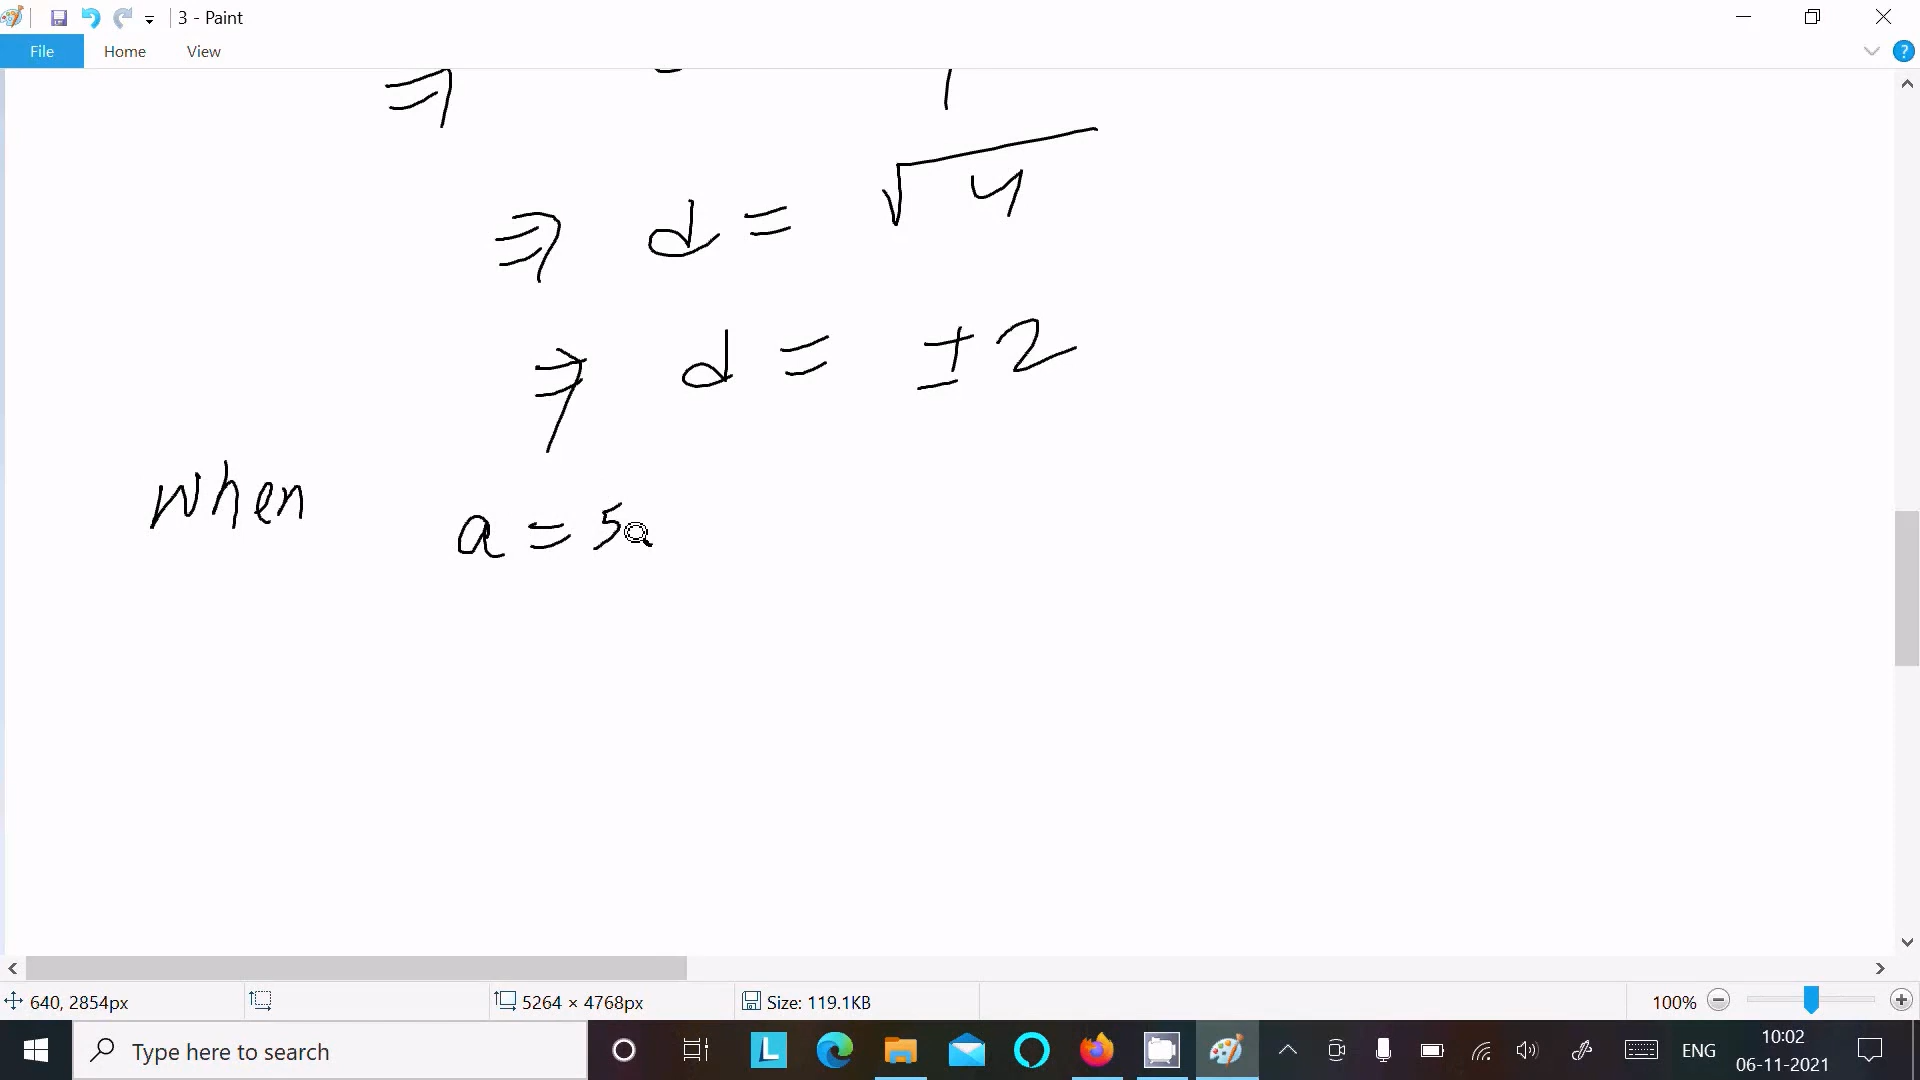 3 - Paint
File Home View
⇒
⇒ d = √4
⇒ d = ±2
when a = 5
640, 2854px 5264 × 4768px Size: 119.1KB 100%
Type here to search L ENG 10:02
06-11-2021